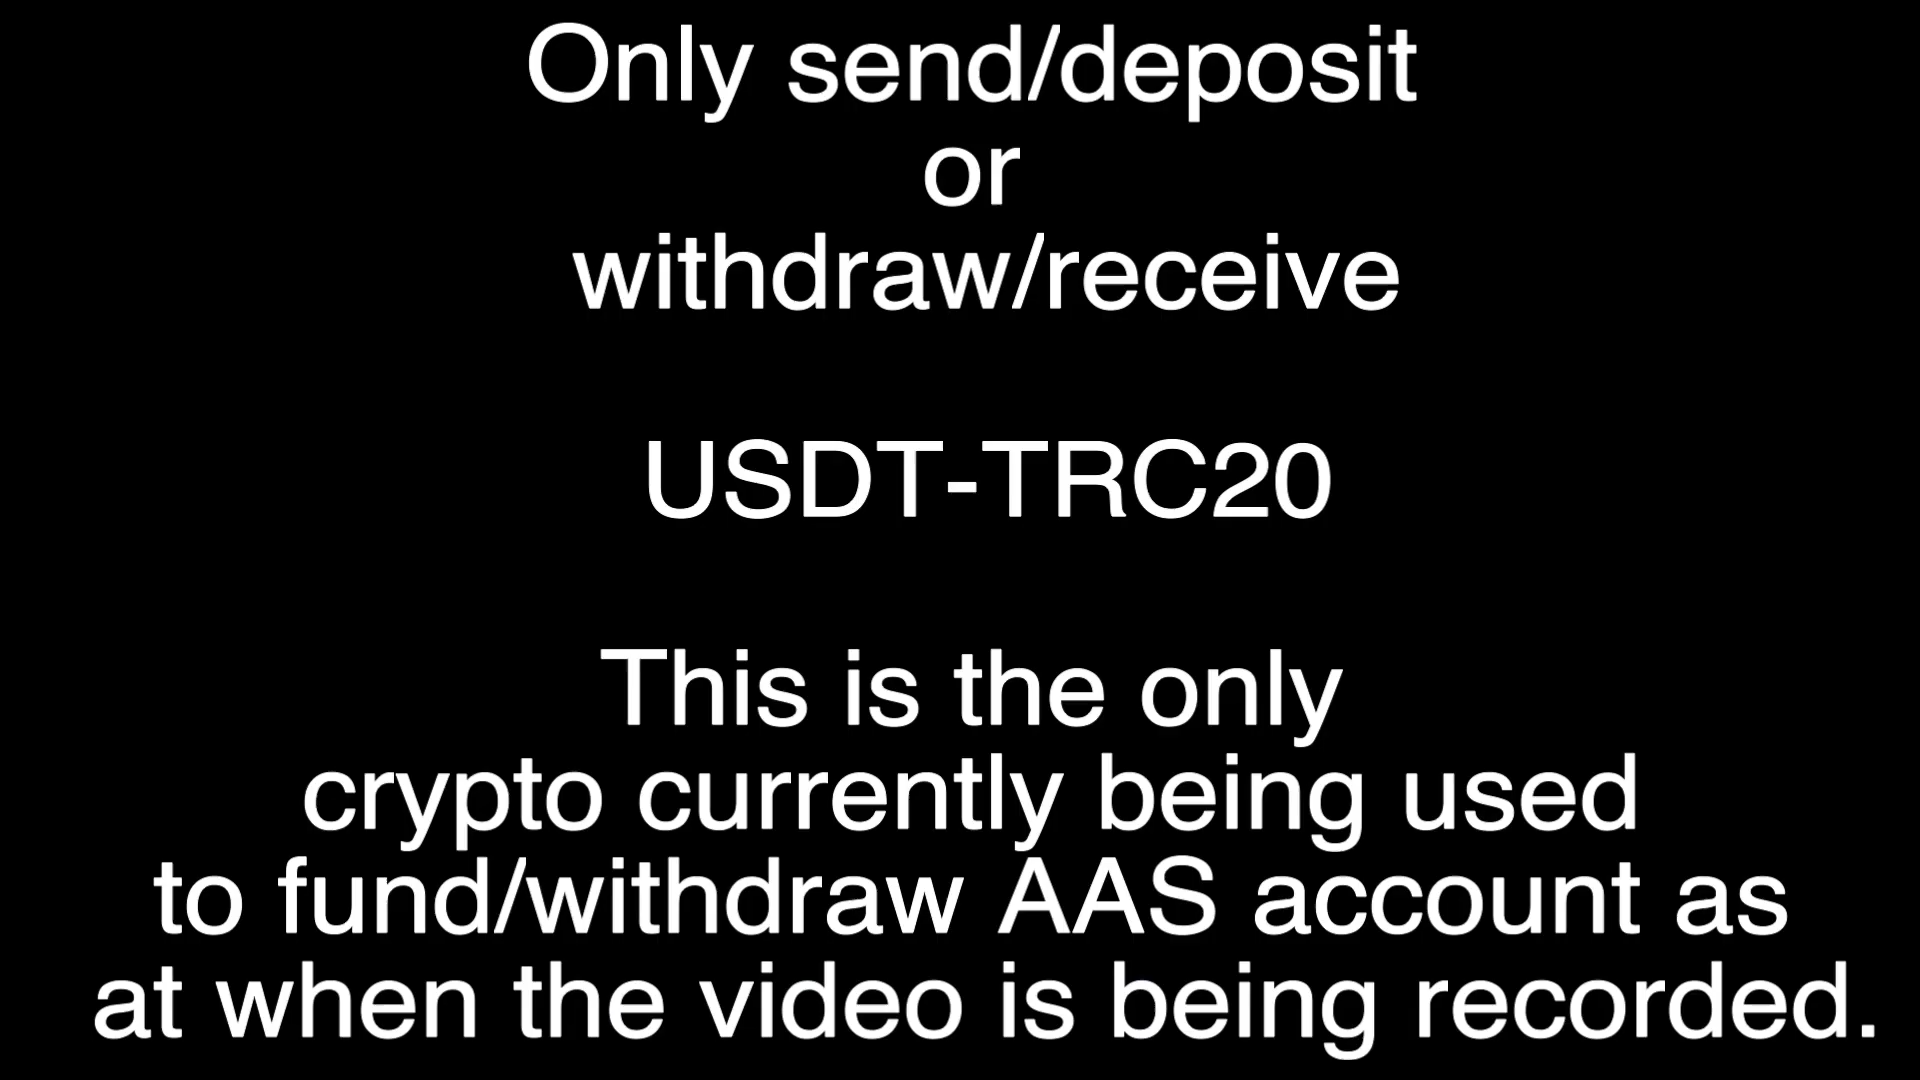 Only send/deposit
or
withdraw/receive
USDT-TRC20
This is the only
crypto currently being used
to fund/withdraw AAS account as
at when the video is being recorded.